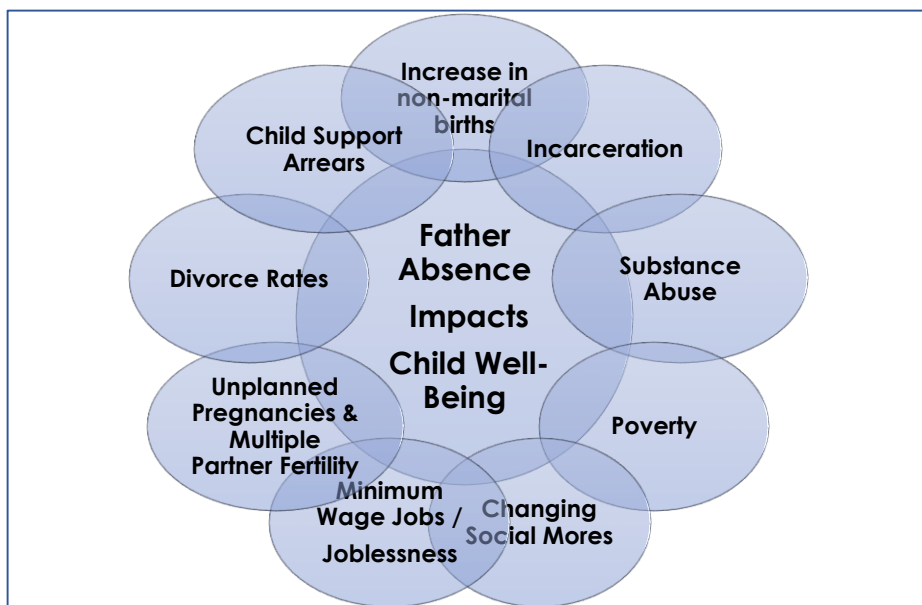 Increase in
non-marital
births
Incarceration
Substance
Abuse
Poverty
Changing
Social Mores
Minimum
Wage Jobs /
Joblessness
Unplanned
Pregnancies &
Multiple
Partner Fertility
Divorce Rates
Child Support
Arrears
Father
Absence
Impacts
Child Well-
Being